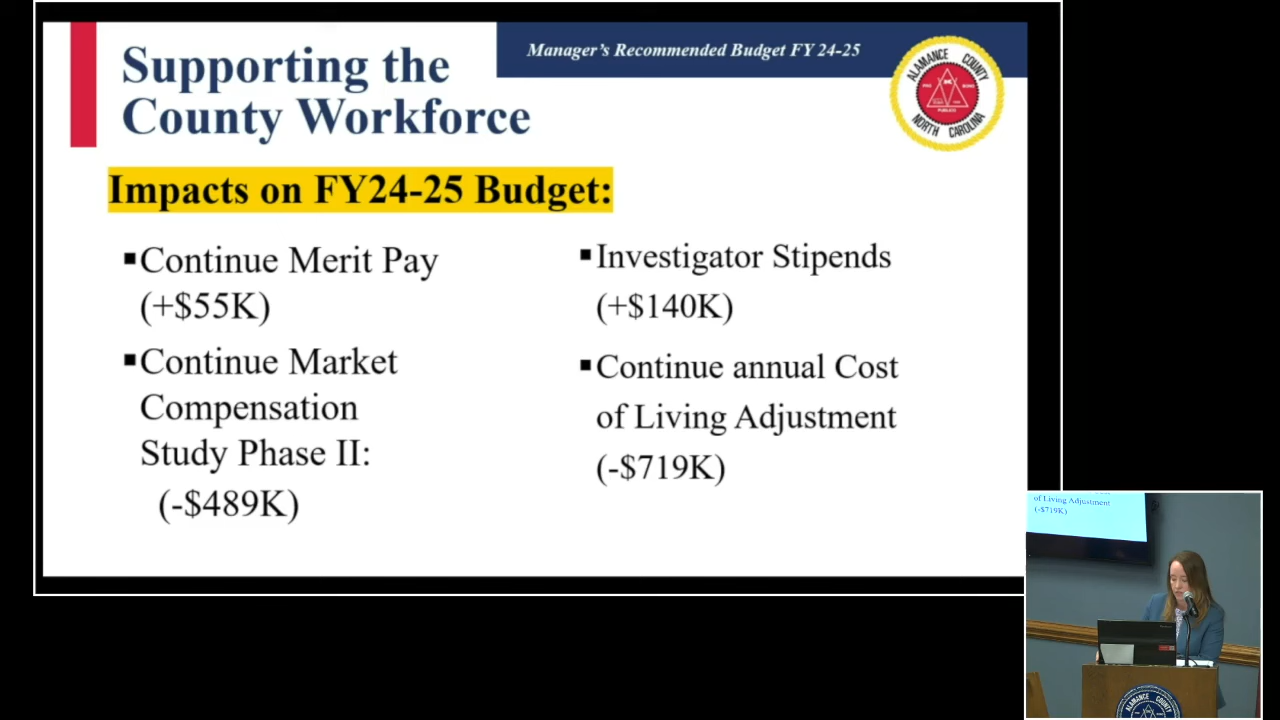 Supporting the
County Workforce
Manager's Recommended Budget FY 24-25
ALAMANCE COUNTY
NORTH CAROLINA
Impacts on FY24-25 Budget:
▪Continue Merit Pay
(+$55K)
▪Continue Market
Compensation
Study Phase II:
(-$489K)
▪Investigator Stipends
(+$140K)
▪Continue annual Cost
of Living Adjustment
(-$719K)
of Living Adjustment
(-$719K)
ALAMANCE COUNTY